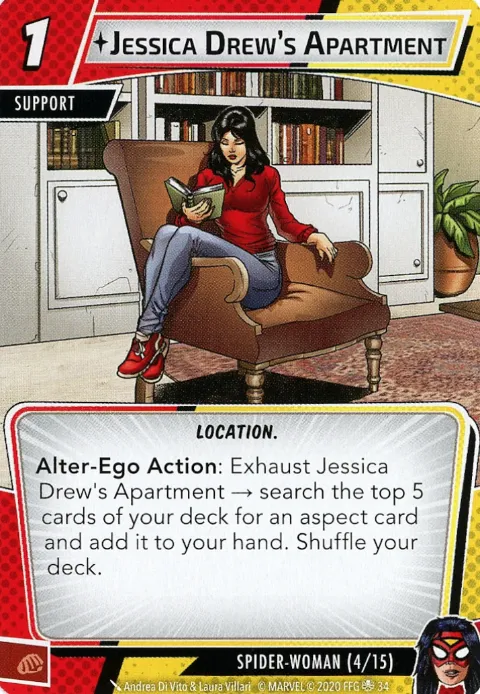 1
JESSICA DREW'S APARTMENT
SUPPORT
LOCATION.
Alter-Ego Action: Exhaust Jessica
Drew's Apartment → search the top 5
cards of your deck for an aspect card
and add it to your hand. Shuffle your
deck.
SPIDER-WOMAN (4/15)
Andrea Di Vito & Laura Villari © MARVEL © 2020 FFG 34